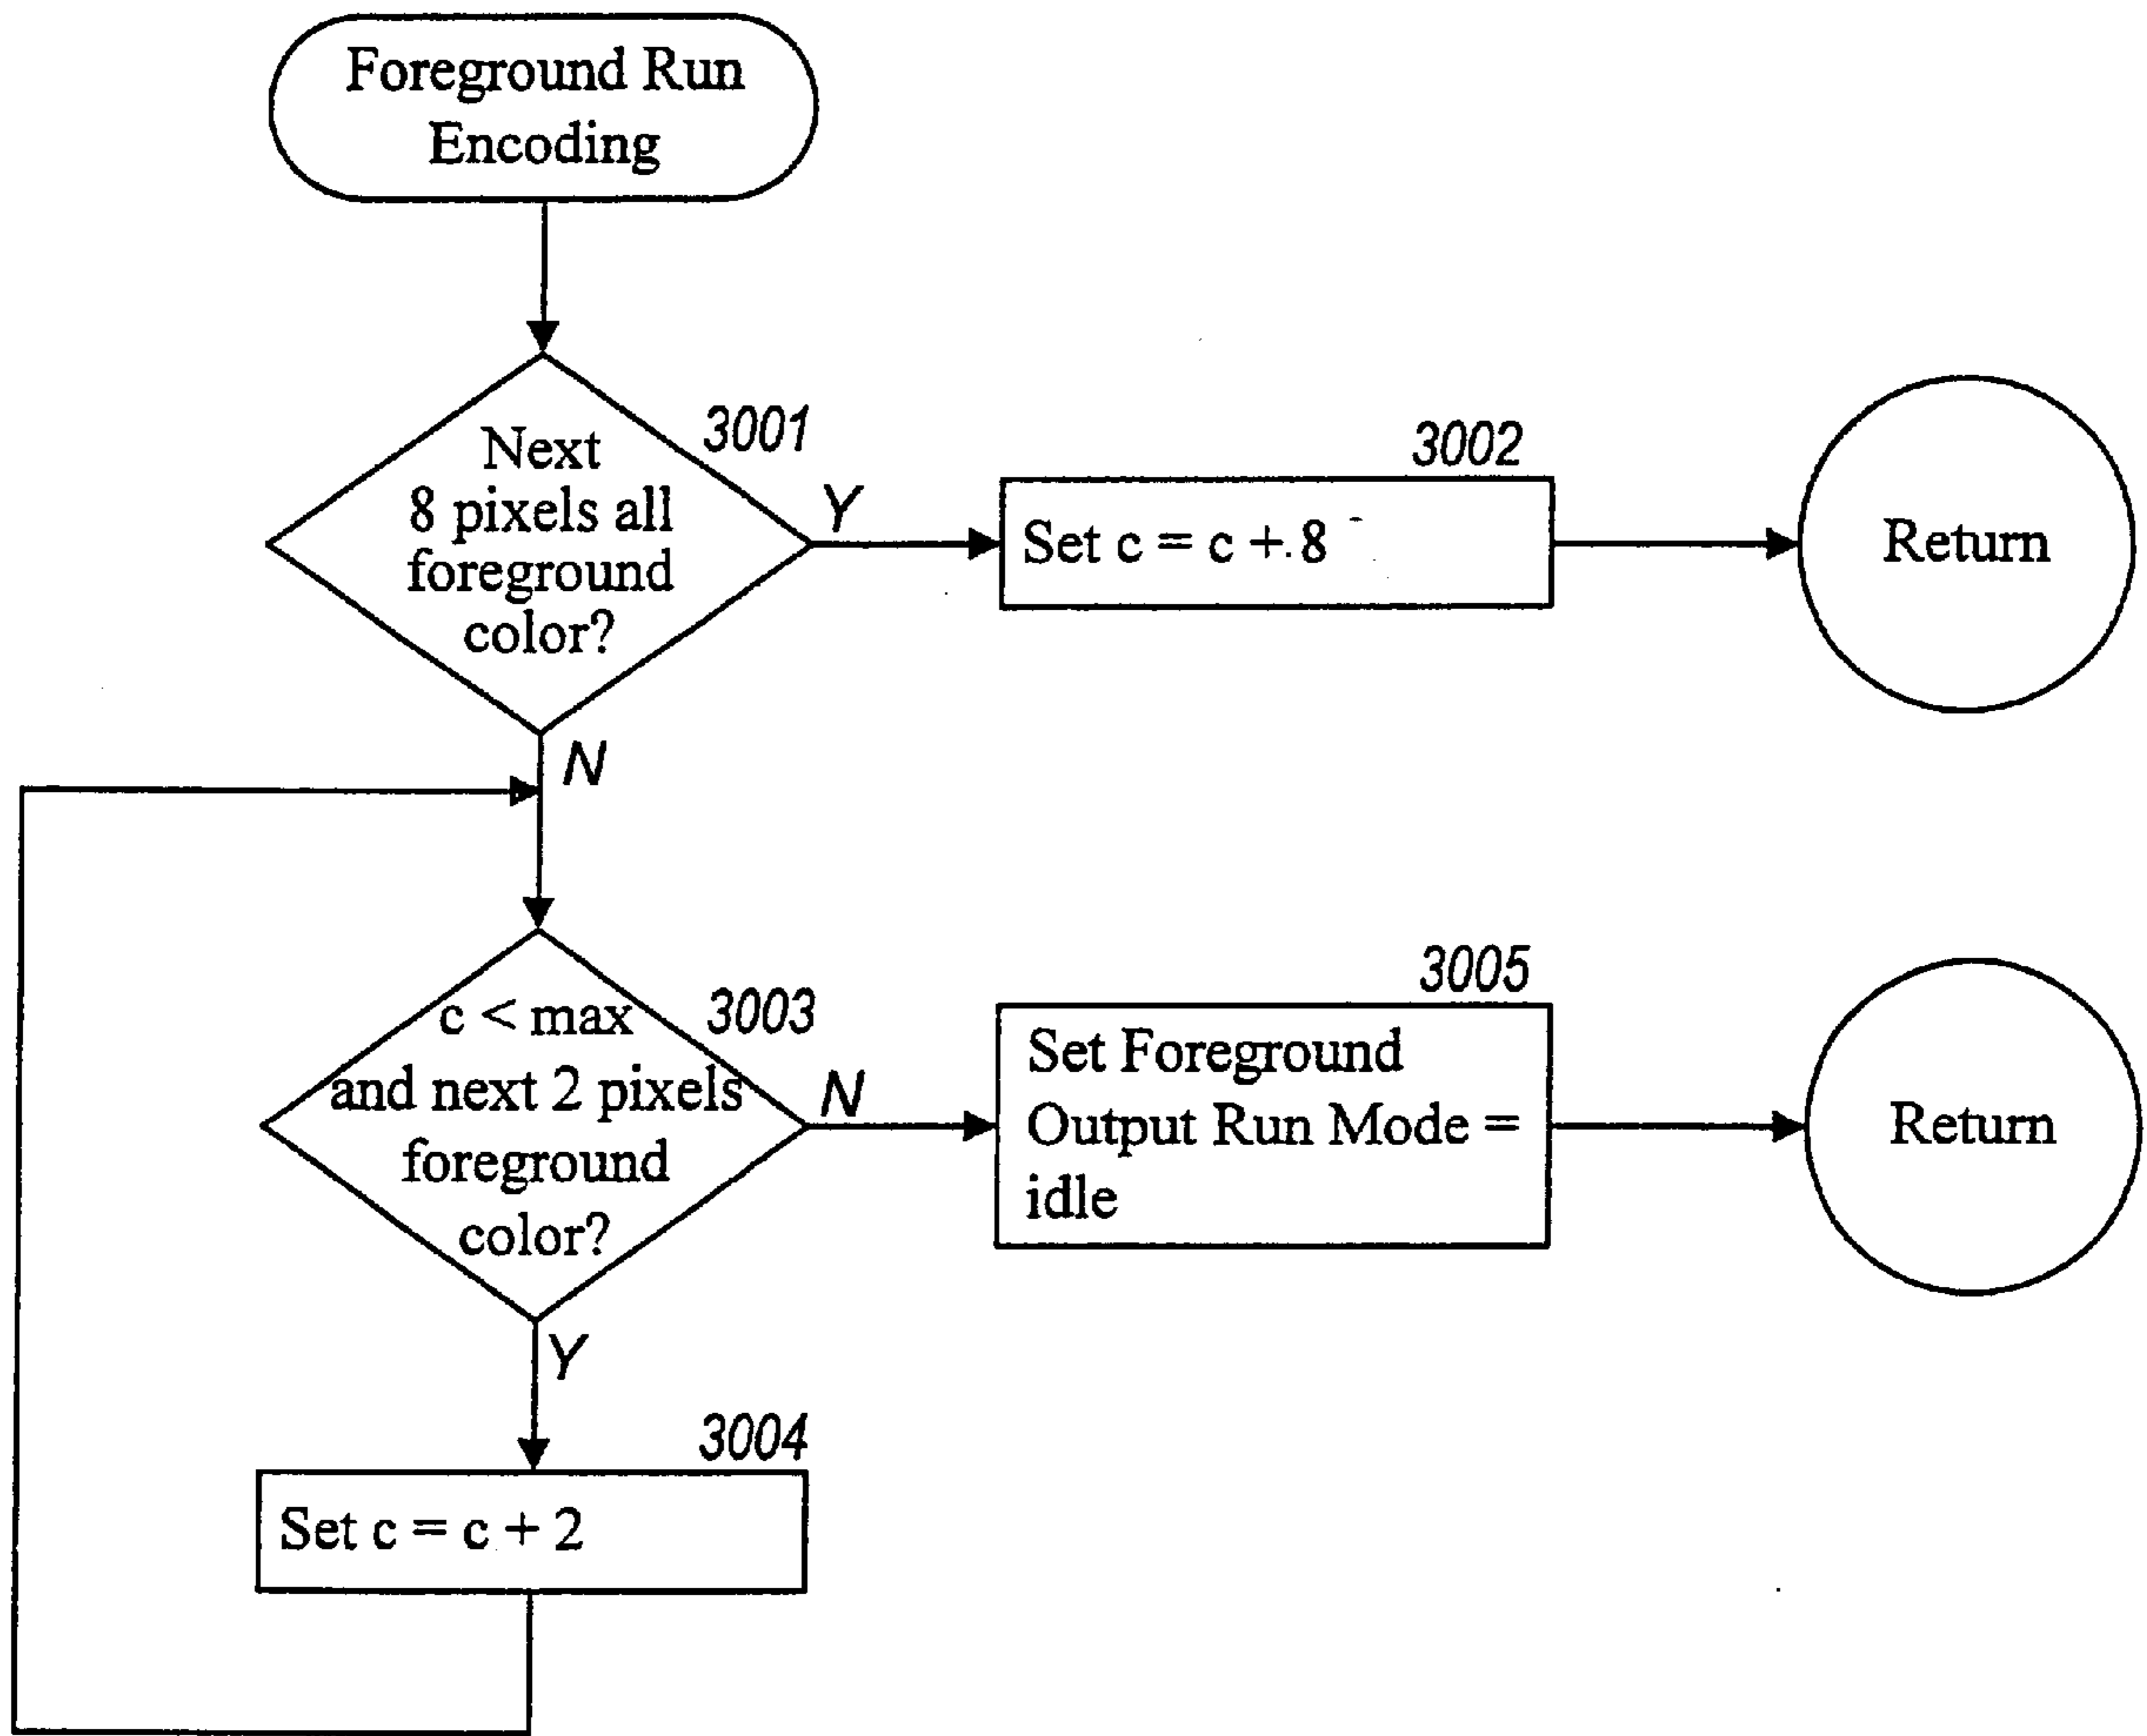 Foreground Run
Encoding
Next
8 pixels all
foreground
color?
3001
Y
3002
Set c = c + 8
Return
N
c < max
and next 2 pixels
foreground
color?
3003
N
3005
Set Foreground
Output Run Mode =
idle
Return
Y
3004
Set c = c + 2